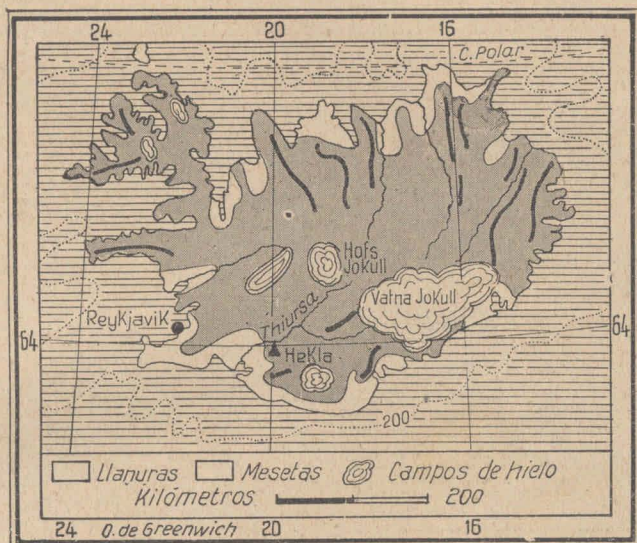 24 20 16
C. Polar
Hofs
Jokull
Vatna Jokull
Thiursa
Reykjavik
64 64
Hekla
200
Llanuras Mesetas Campos de hielo
Kilómetros 200
24 O. de Greenwich 20 16